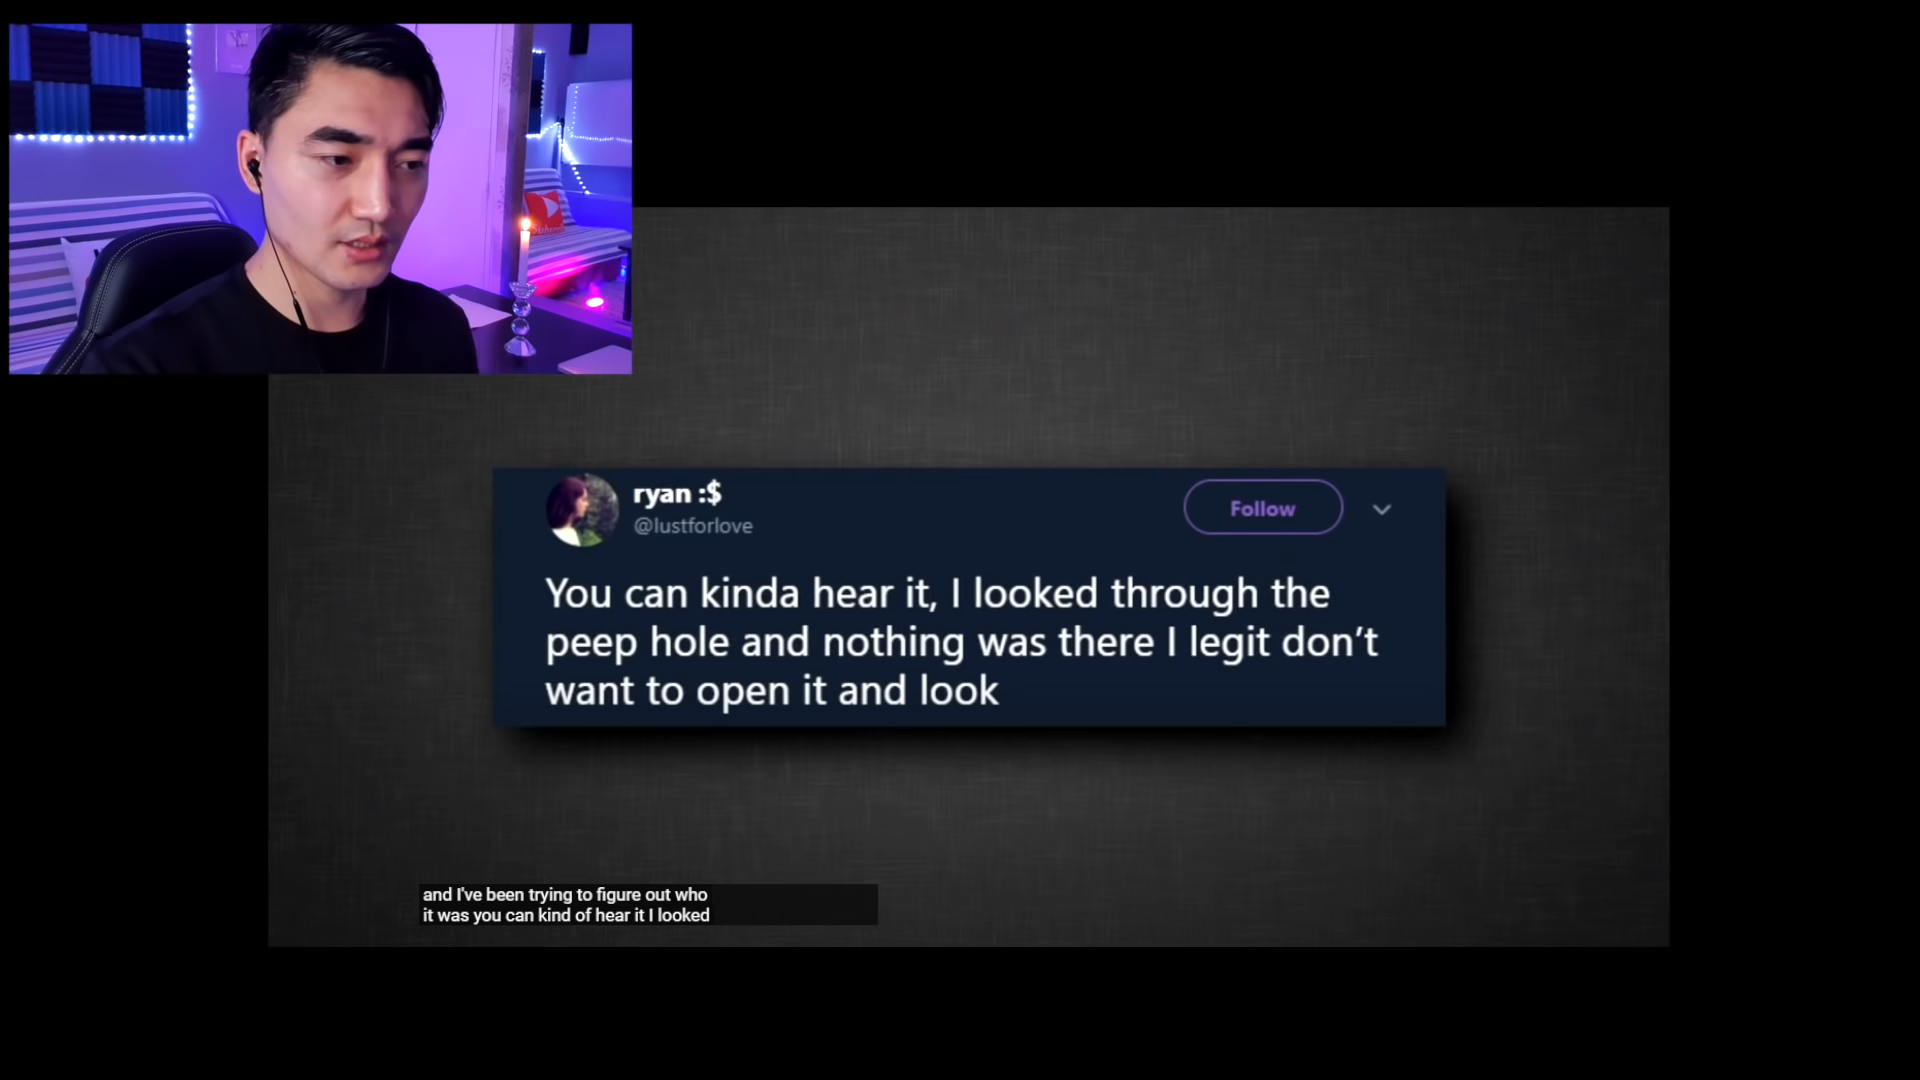 ryan :$
@lustforlove
Follow
You can kinda hear it, I looked through the
peep hole and nothing was there I legit don’t
want to open it and look
and I've been trying to figure out who
it was you can kind of hear it I looked